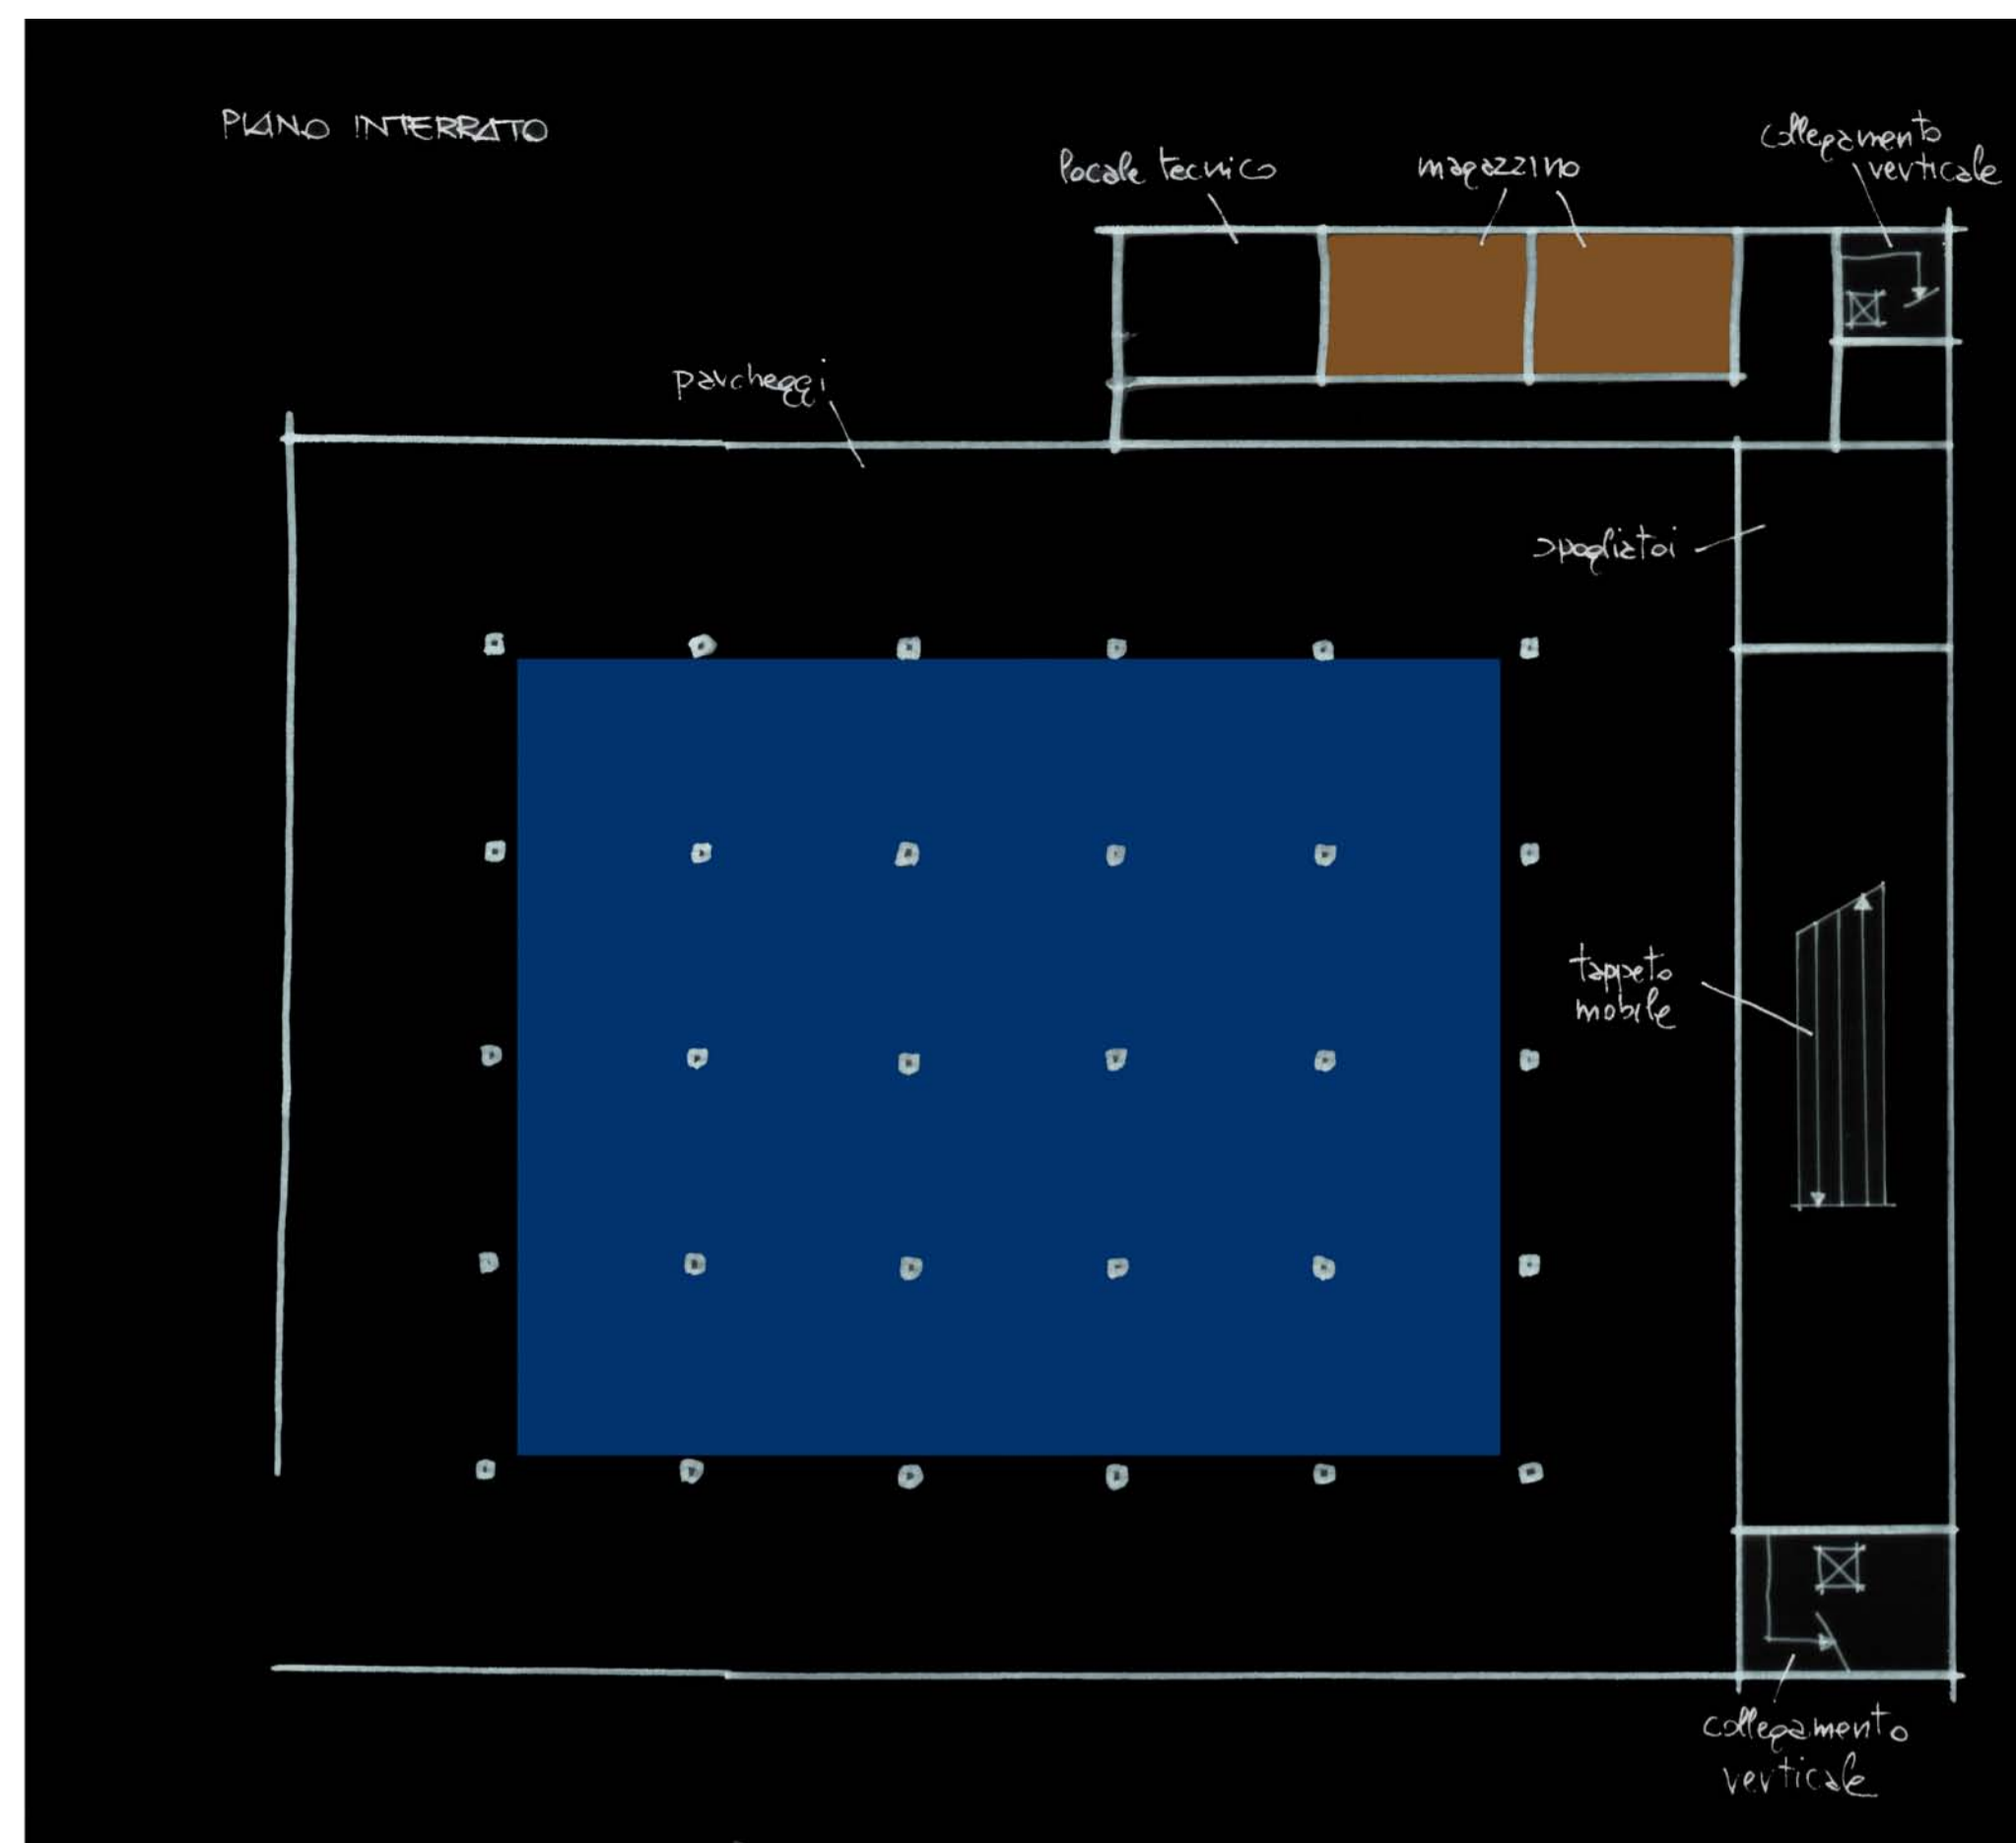 PIANO INTERRATO
locale tecnico
magazzino
collegamento
verticale
parcheggi
spogliatoi
tappeto
mobile
collegamento
verticale